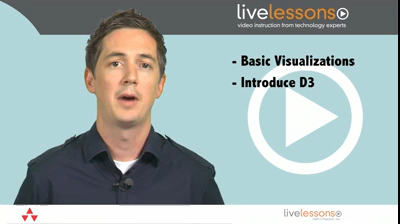 livelessons
video instruction from technology experts
- Basic Visualizations
- Introduce D3
livelessons